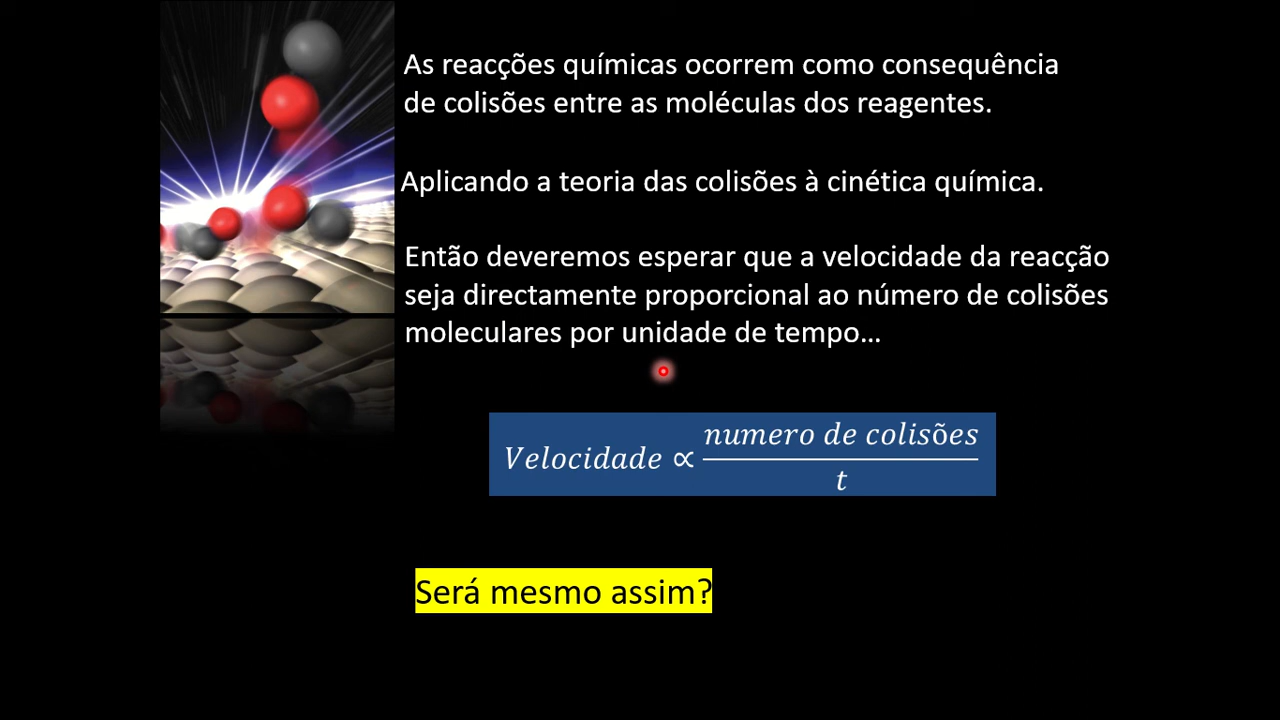 As reacções químicas ocorrem como consequência
de colisões entre as moléculas dos reagentes.
Aplicando a teoria das colisões à cinética química.
Então deveremos esperar que a velocidade da reacção
seja directamente proporcional ao número de colisões
moleculares por unidade de tempo...
Velocidade ∝ numero de colisões / t
Será mesmo assim?